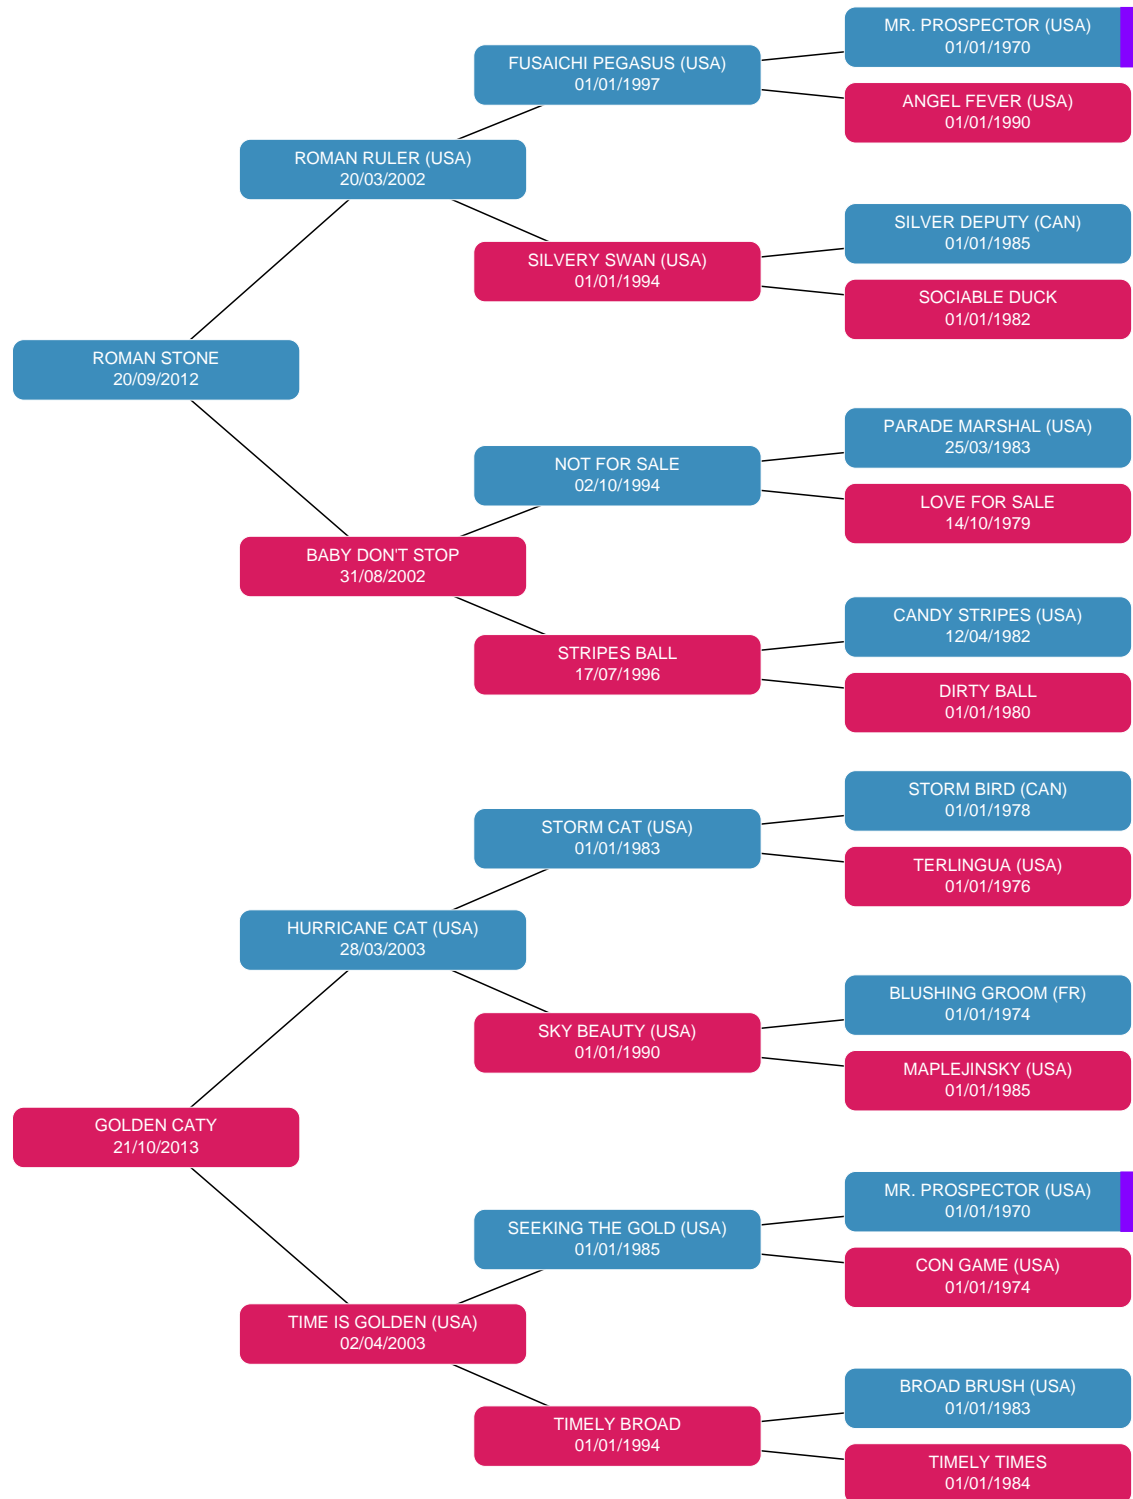 MR. PROSPECTOR (USA)
01/01/1970
FUSAICHI PEGASUS (USA)
01/01/1997
ANGEL FEVER (USA)
01/01/1990
ROMAN RULER (USA)
20/03/2002
SILVER DEPUTY (CAN)
01/01/1985
SILVERY SWAN (USA)
01/01/1994
SOCIABLE DUCK
01/01/1982
ROMAN STONE
20/09/2012
PARADE MARSHAL (USA)
25/03/1983
NOT FOR SALE
02/10/1994
LOVE FOR SALE
14/10/1979
BABY DON'T STOP
31/08/2002
CANDY STRIPES (USA)
12/04/1982
STRIPES BALL
17/07/1996
DIRTY BALL
01/01/1980
STORM BIRD (CAN)
01/01/1978
STORM CAT (USA)
01/01/1983
TERLINGUA (USA)
01/01/1976
HURRICANE CAT (USA)
28/03/2003
BLUSHING GROOM (FR)
01/01/1974
SKY BEAUTY (USA)
01/01/1990
MAPLEJINSKY (USA)
01/01/1985
GOLDEN CATY
21/10/2013
MR. PROSPECTOR (USA)
01/01/1970
SEEKING THE GOLD (USA)
01/01/1985
CON GAME (USA)
01/01/1974
TIME IS GOLDEN (USA)
02/04/2003
BROAD BRUSH (USA)
01/01/1983
TIMELY BROAD
01/01/1994
TIMELY TIMES
01/01/1984